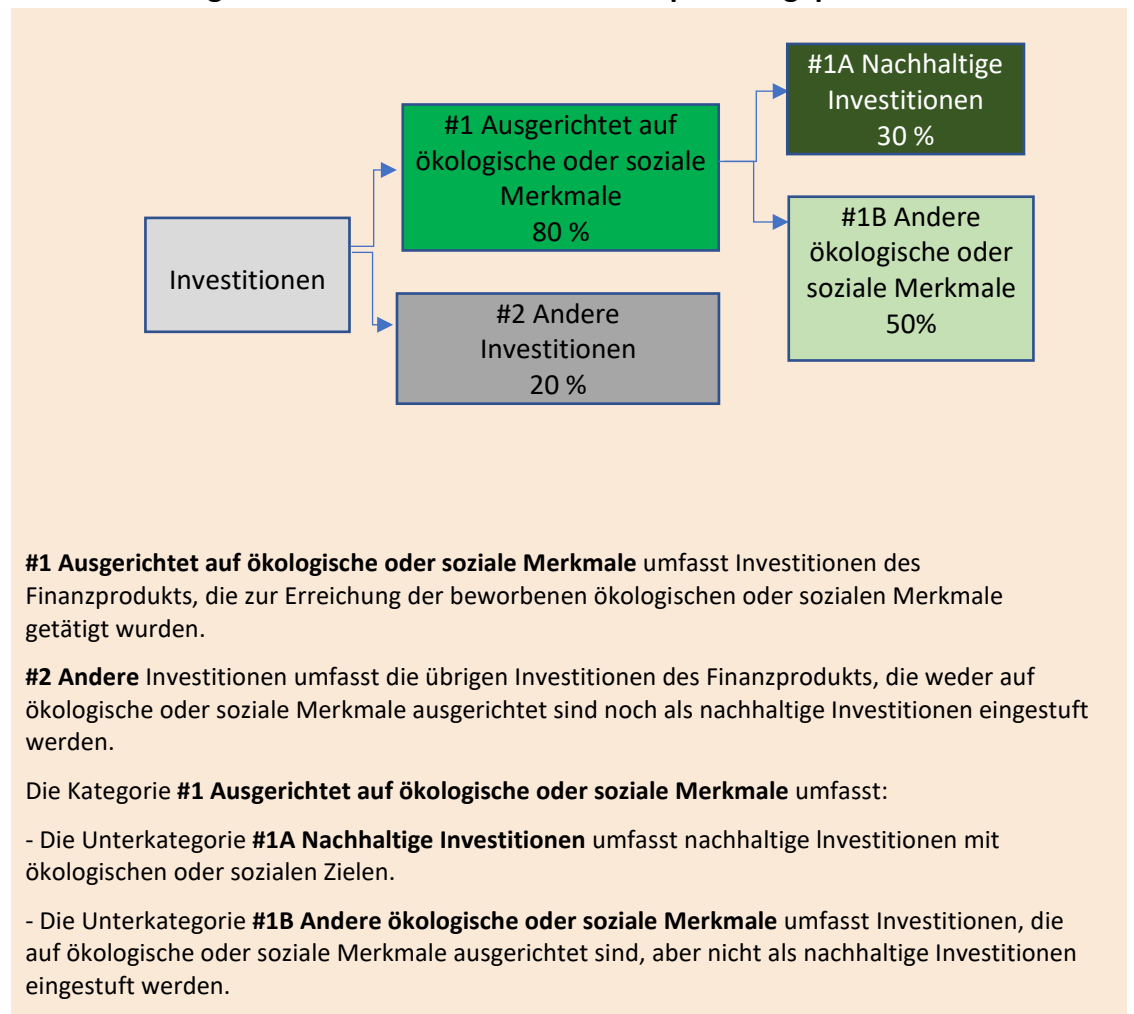 #1A Nachhaltige
Investitionen
30 %
#1 Ausgerichtet auf
ökologische oder soziale
Merkmale
80 %
#1B Andere
ökologische oder
soziale Merkmale
50%
Investitionen
#2 Andere
Investitionen
20 %
#1 Ausgerichtet auf ökologische oder soziale Merkmale umfasst Investitionen des
Finanzprodukts, die zur Erreichung der beworbenen ökologischen oder sozialen Merkmale
getätigt wurden.
#2 Andere Investitionen umfasst die übrigen Investitionen des Finanzprodukts, die weder auf
ökologische oder soziale Merkmale ausgerichtet sind noch als nachhaltige Investitionen eingestuft
werden.
Die Kategorie #1 Ausgerichtet auf ökologische oder soziale Merkmale umfasst:
- Die Unterkategorie #1A Nachhaltige Investitionen umfasst nachhaltige lnvestitionen mit
ökologischen oder sozialen Zielen.
- Die Unterkategorie #1B Andere ökologische oder soziale Merkmale umfasst Investitionen, die
auf ökologische oder soziale Merkmale ausgerichtet sind, aber nicht als nachhaltige Investitionen
eingestuft werden.